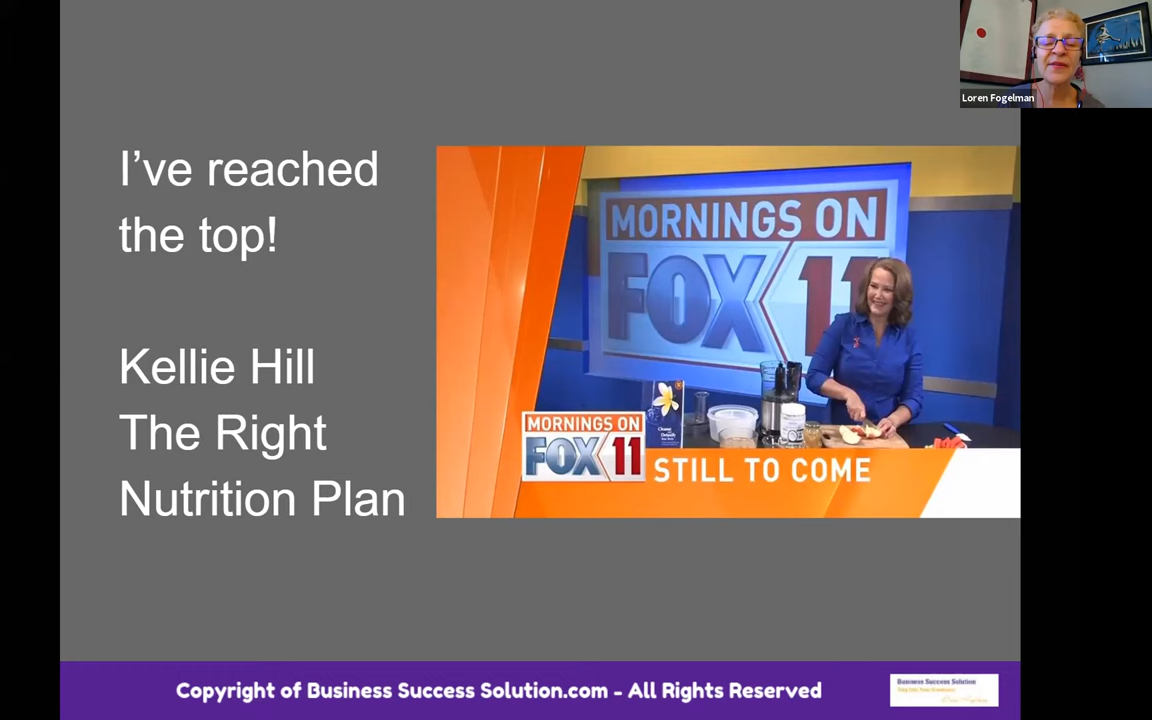 Loren Fogelman
I've reached
the top!
Kellie Hill
The Right
Nutrition Plan
MORNINGS ON
FOX 11
MORNINGS ON
FOX 11
STILL TO COME
Copyright of Business Success Solution.com - All Rights Reserved
Business Success Solution